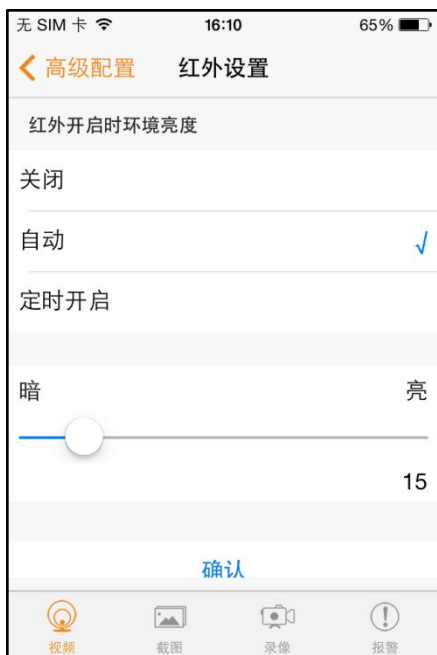 无 SIM 卡 16:10 65%
高级配置 红外设置
红外开启时环境亮度
关闭
自动 √
定时开启
暗 亮
15
确认
视频 截图 录像 报警